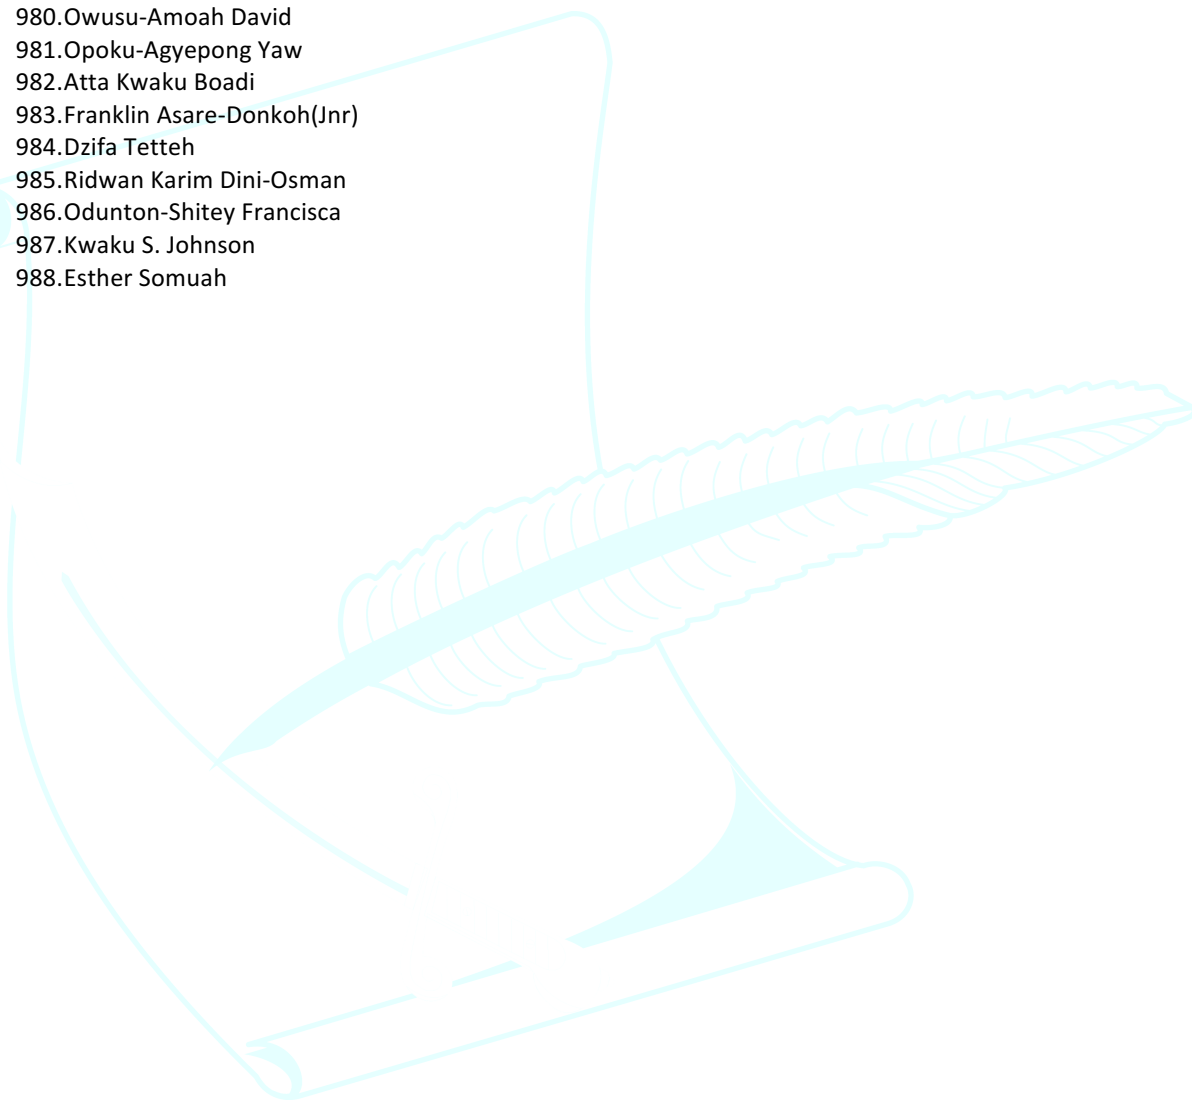 980.Owusu-Amoah David
981.Opoku-Agyepong Yaw
982.Atta Kwaku Boadi
983.Franklin Asare-Donkoh(Jnr)
984.Dzifa Tetteh
985.Ridwan Karim Dini-Osman
986.Odunton-Shitey Francisca
987.Kwaku S. Johnson
988.Esther Somuah